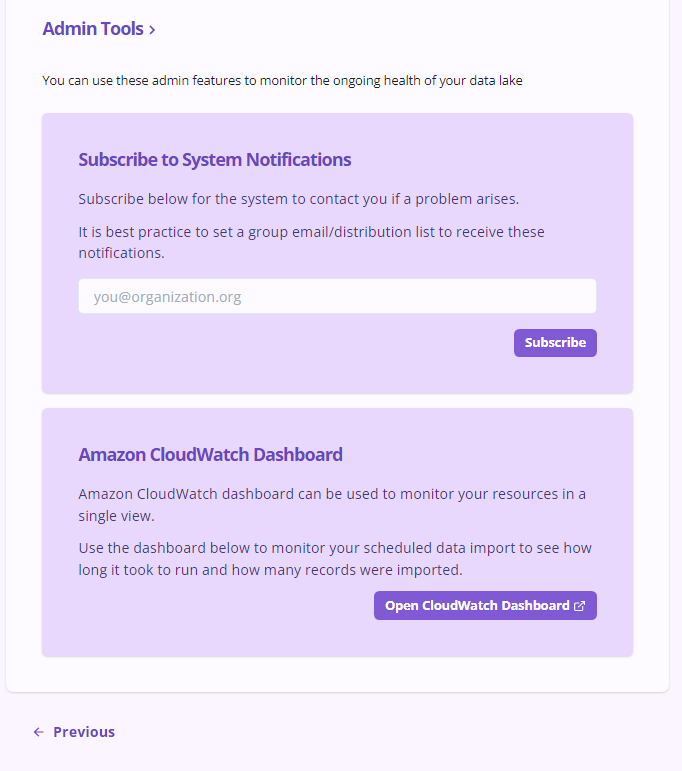 Admin Tools >
You can use these admin features to monitor the ongoing health of your data lake
Subscribe to System Notifications
Subscribe below for the system to contact you if a problem arises.
It is best practice to set a group email/distribution list to receive these
notifications.
you@organization.org
Subscribe
Amazon CloudWatch Dashboard
Amazon CloudWatch dashboard can be used to monitor your resources in a
single view.
Use the dashboard below to monitor your scheduled data import to see how
long it took to run and how many records were imported.
Open CloudWatch Dashboard
← Previous